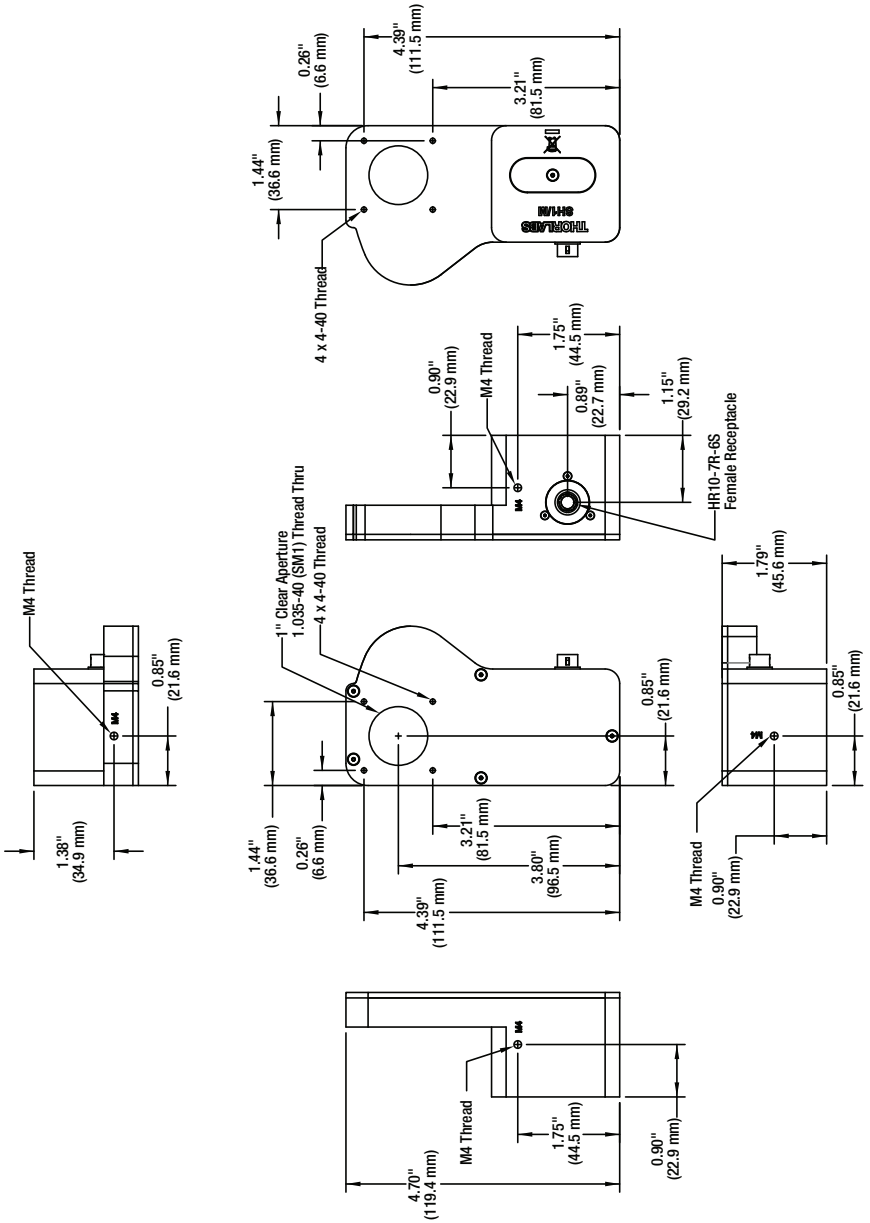 M4 Thread
M4
0.85"
(21.6 mm)
1.38"
(34.9 mm)
4.39"
(111.5 mm)
0.26"
(6.6 mm)
3.21"
(81.5 mm)
1.44"
(36.6 mm)
4 x 4-40 Thread
THORLABS
SH1/M
1" Clear Aperture
1.035-40 (SM1) Thread Thru
4 x 4-40 Thread
1.44"
(36.6 mm)
0.26"
(6.6 mm)
3.21"
(81.5 mm)
3.80"
(96.5 mm)
4.39"
(111.5 mm)
0.85"
(21.6 mm)
0.90"
(22.9 mm)
M4 Thread
M4
1.75"
(44.5 mm)
0.89"
(22.7 mm)
1.15"
(29.2 mm)
HR10-7R-6S
Female Receptacle
1.79"
(45.6 mm)
0.85"
(21.6 mm)
M4
M4 Thread
0.90"
(22.9 mm)
4.70"
(119.4 mm)
M4 Thread
M4
1.75"
(44.5 mm)
0.90"
(22.9 mm)